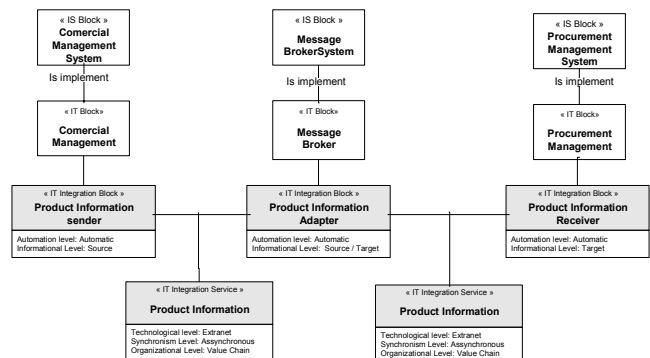 « IS Block »
Comercial
Management
System
Is implement
« IT Block»
Comercial
Management
« IS Block »
Message
BrokerSystem
Is implement
« IT Block»
Message
Broker
« IS Block »
Procurement
Management
System
Is implement
« IT Block»
Procurement
Management
« IT Integration Block »
Product Information
sender
Automation level: Automatic
Informational Level: Source
« IT Integration Block »
Product Information
Adapter
Automation level: Automatic
Informational Level:  Source / Target
« IT Integration Block »
Product Information
Receiver
Automation level: Automatic
Informational Level: Target
« IT Integration Service »
Product Information
Technological level: Extranet
Synchronism Level: Assynchronous
Organizational Level: Value Chain
« IT Integration Service »
Product Information
Technological level: Extranet
Synchronism Level: Assynchronous
Organizational Level: Value Chain